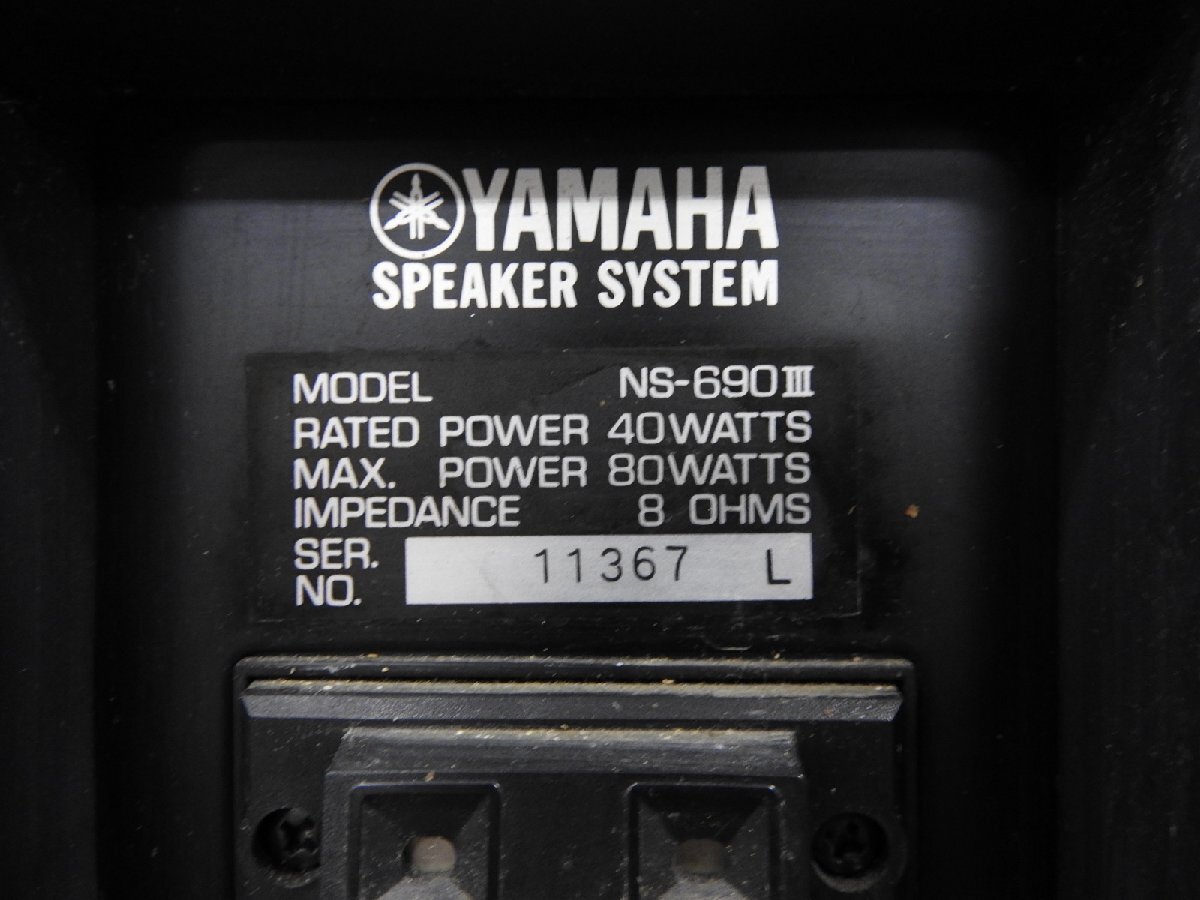 YAMAHA
SPEAKER SYSTEM
MODEL NS-690III
RATED POWER 40WATTS
MAX. POWER 80WATTS
IMPEDANCE 8 OHMS
SER. NO. 11367 L